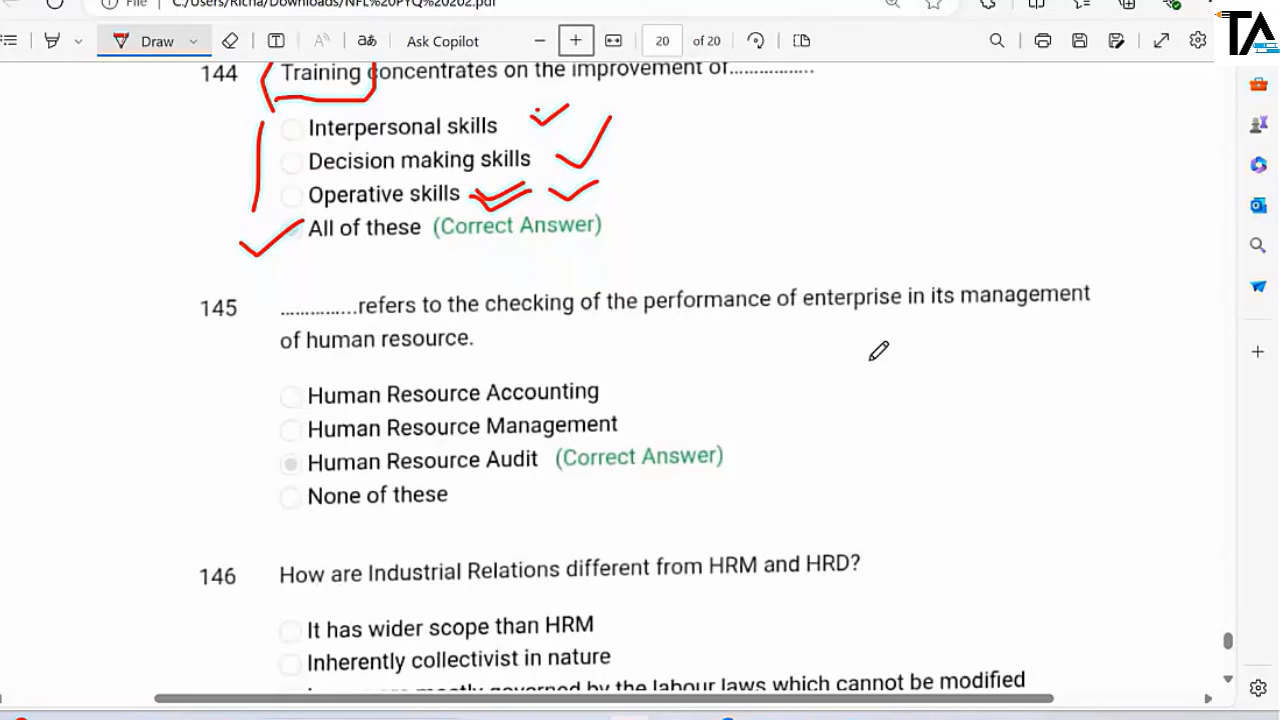 File C:/Users/Richa/Downloads/NFL%20PYQ%202.pdf
Draw
Ask Copilot
20 of 20
TA
144 Training concentrates on the improvement of.................
Interpersonal skills
Decision making skills
Operative skills
All of these (Correct Answer)
145 ...............refers to the checking of the performance of enterprise in its management
of human resource.
Human Resource Accounting
Human Resource Management
Human Resource Audit (Correct Answer)
None of these
146 How are Industrial Relations different from HRM and HRD?
It has wider scope than HRM
Inherently collectivist in nature
mostly governed by the labour laws which cannot be modified